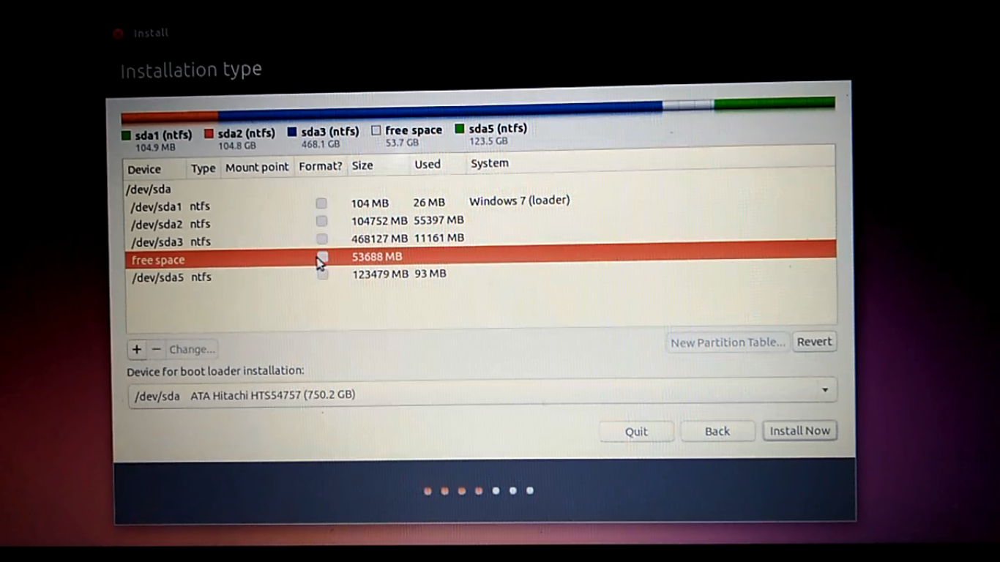 Install
Installation type
sda1 (ntfs) sda2 (ntfs) sda3 (ntfs) free space sda5 (ntfs)
104.9 MB 104.8 GB 468.1 GB 53.7 GB 123.5 GB
Device Type Mount point Format? Size Used System
/dev/sda
/dev/sda1 ntfs 104 MB 26 MB Windows 7 (loader)
/dev/sda2 ntfs 104752 MB 55397 MB
/dev/sda3 ntfs 468127 MB 11161 MB
free space 53688 MB
/dev/sda5 ntfs 123479 MB 93 MB
+ − Change... New Partition Table... Revert
Device for boot loader installation:
/dev/sda ATA Hitachi HTS54757 (750.2 GB)
Quit Back Install Now